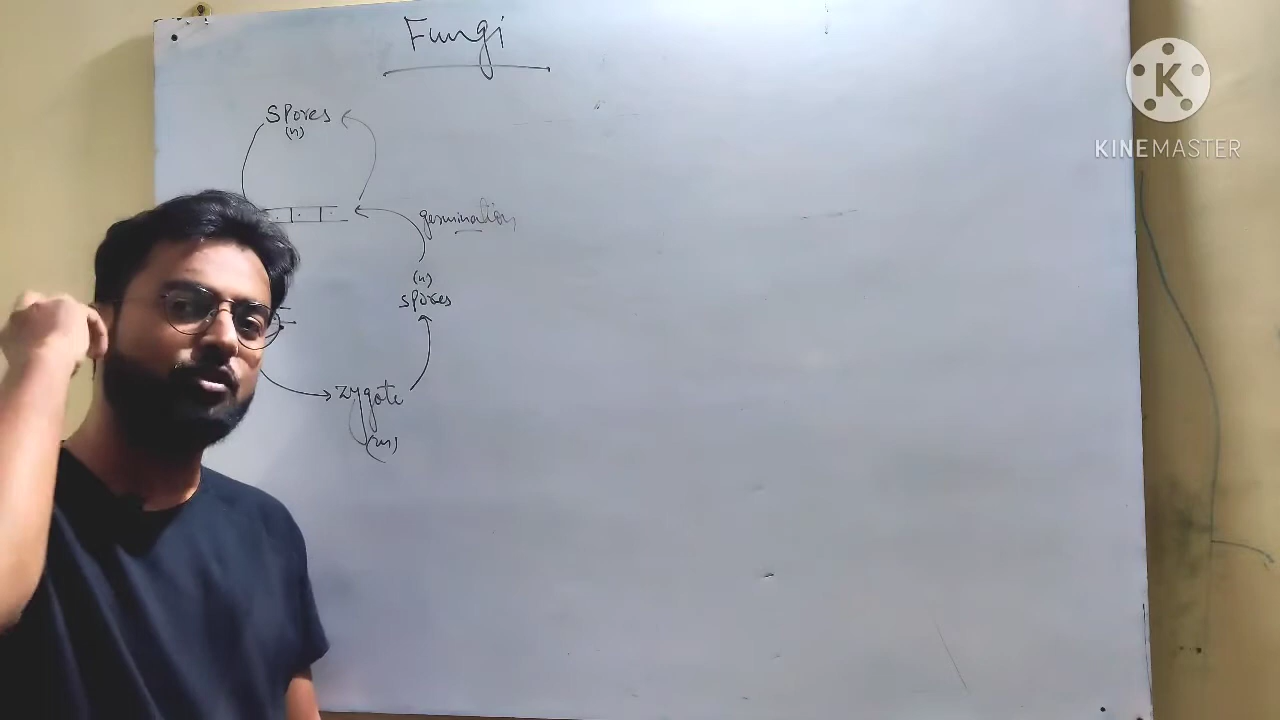 Fungi
Spores
(n)
germination
(n)
spores
zygote
(2n)
K
KINEMASTER